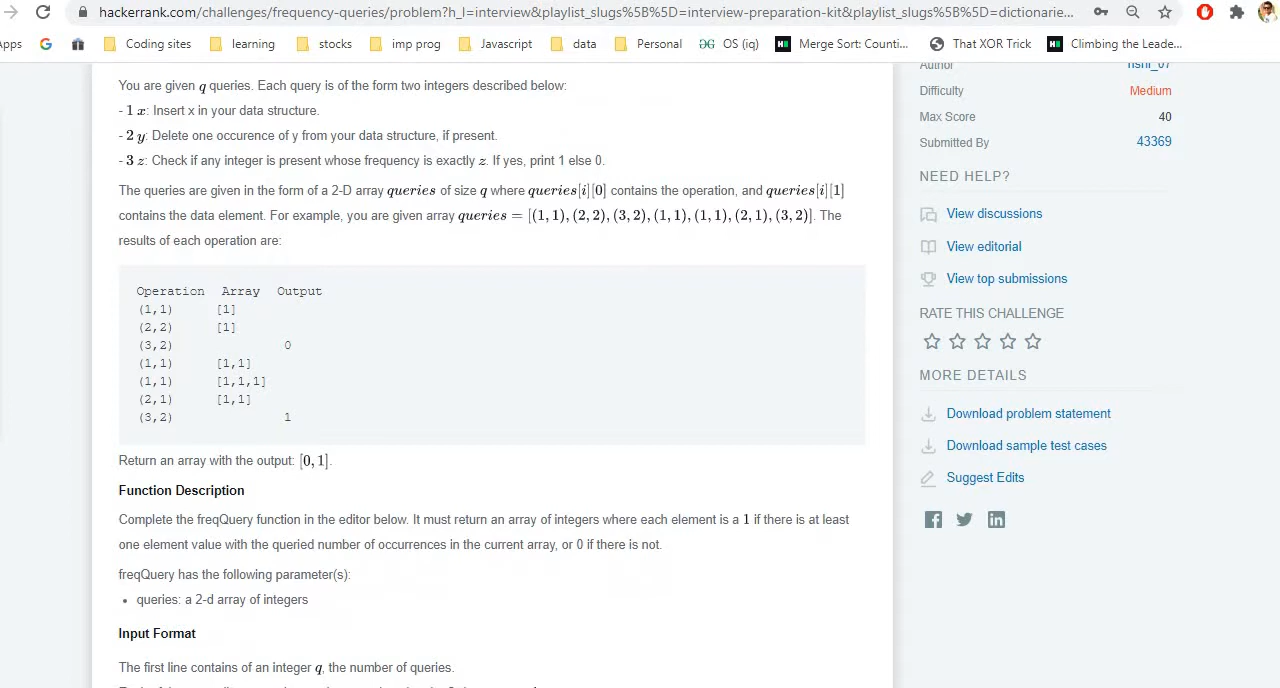 hackerrank.com/challenges/frequency-queries/problem?h_l=interview&playlist_slugs%5B%5D=interview-preparation-kit&playlist_slugs%5B%5D=dictionarie...
Apps Coding sites learning stocks imp prog Javascript data Personal OS (iq) Merge Sort: Counti... That XOR Trick Climbing the Leade...
You are given q queries. Each query is of the form two integers described below:
- 1 x: Insert x in your data structure.
- 2 y: Delete one occurence of y from your data structure, if present.
- 3 z: Check if any integer is present whose frequency is exactly z. If yes, print 1 else 0.
The queries are given in the form of a 2-D array queries of size q where queries[i][0] contains the operation, and queries[i][1]
contains the data element. For example, you are given array queries = [(1, 1), (2, 2), (3, 2), (1, 1), (1, 1), (2, 1), (3, 2)]. The
results of each operation are:
Operation Array Output
(1,1) [1]
(2,2) [1]
(3,2) 0
(1,1) [1,1]
(1,1) [1,1,1]
(2,1) [1,1]
(3,2) 1
Return an array with the output: [0, 1].
Function Description
Complete the freqQuery function in the editor below. It must return an array of integers where each element is a 1 if there is at least
one element value with the queried number of occurrences in the current array, or 0 if there is not.
freqQuery has the following parameter(s):
• queries: a 2-d array of integers
Input Format
The first line contains of an integer q, the number of queries.
Author
Difficulty Medium
Max Score 40
Submitted By 43369
NEED HELP?
View discussions
View editorial
View top submissions
RATE THIS CHALLENGE
MORE DETAILS
Download problem statement
Download sample test cases
Suggest Edits